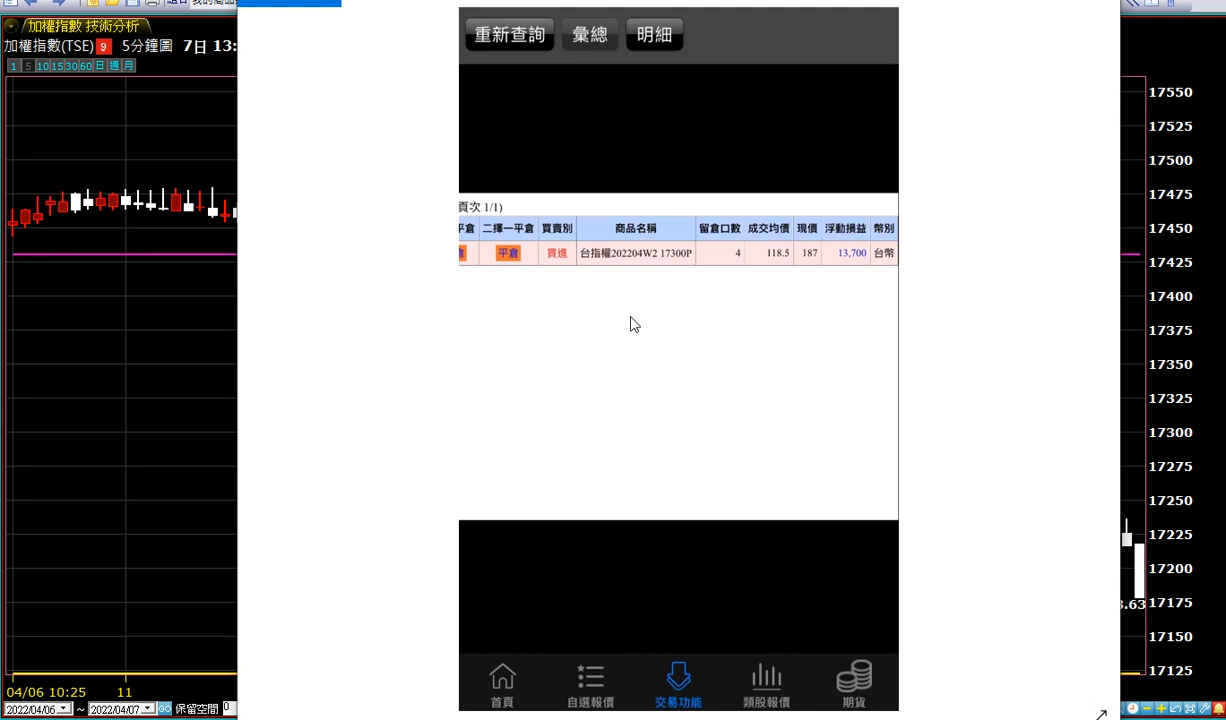 加權指數 技術分析
加權指數(TSE) 9 5分鐘圖 7日 13:
1 5 10 15 30 60 日 週 月
重新查詢 彙總 明細
頁次 1/1)
平倉 二擇一平倉 買賣別 商品名稱 留倉口數 成交均價 現價 浮動損益 幣別
倉 平倉 買進 台指權202204W2 17300P 4 118.5 187 13,700 台幣
17550
17525
17500
17475
17450
17425
17400
17375
17350
17325
17300
17275
17250
17225
17200
.63
17175
17150
17125
04/06 10:25 11
2022/04/06 ~ 2022/04/07 GO 保留空間 0
首頁 自選報價 交易功能 類股報價 期貨